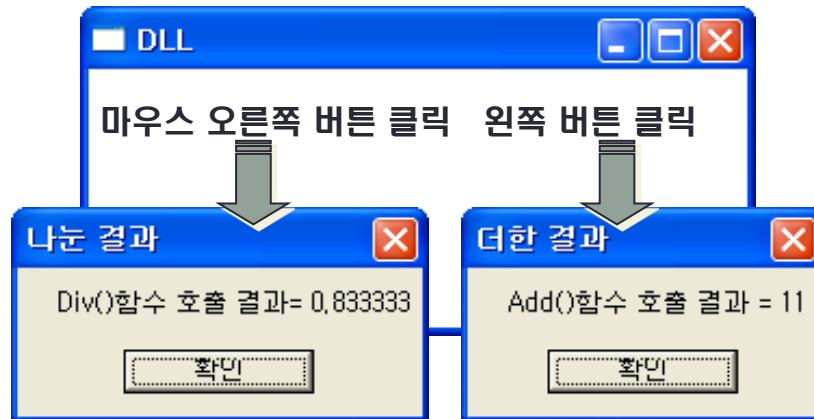 DLL
마우스 오른쪽 버튼 클릭 왼쪽 버튼 클릭
나눈 결과
Div()함수 호출 결과= 0,833333
확인
더한 결과
Add()함수 호출 결과 = 11
확인